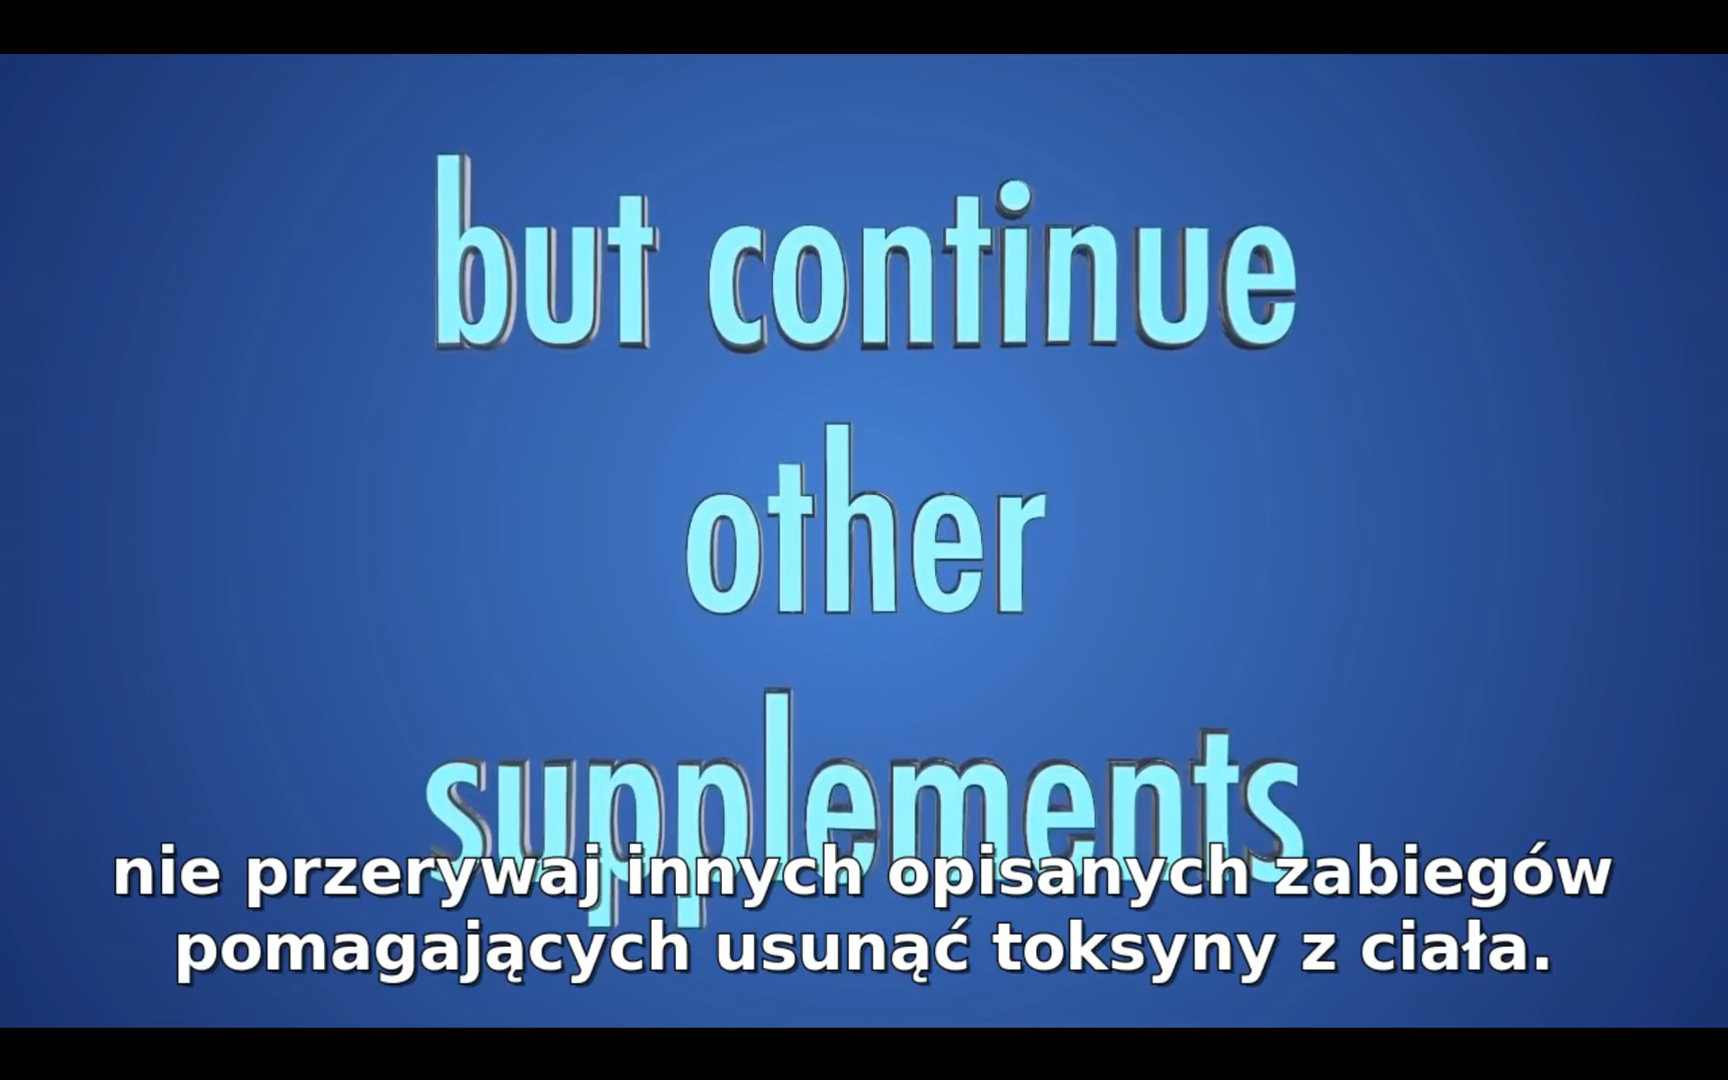 but continue
other
supplements
nie przerywaj innych opisanych zabiegów
pomagających usunąć toksyny z ciała.